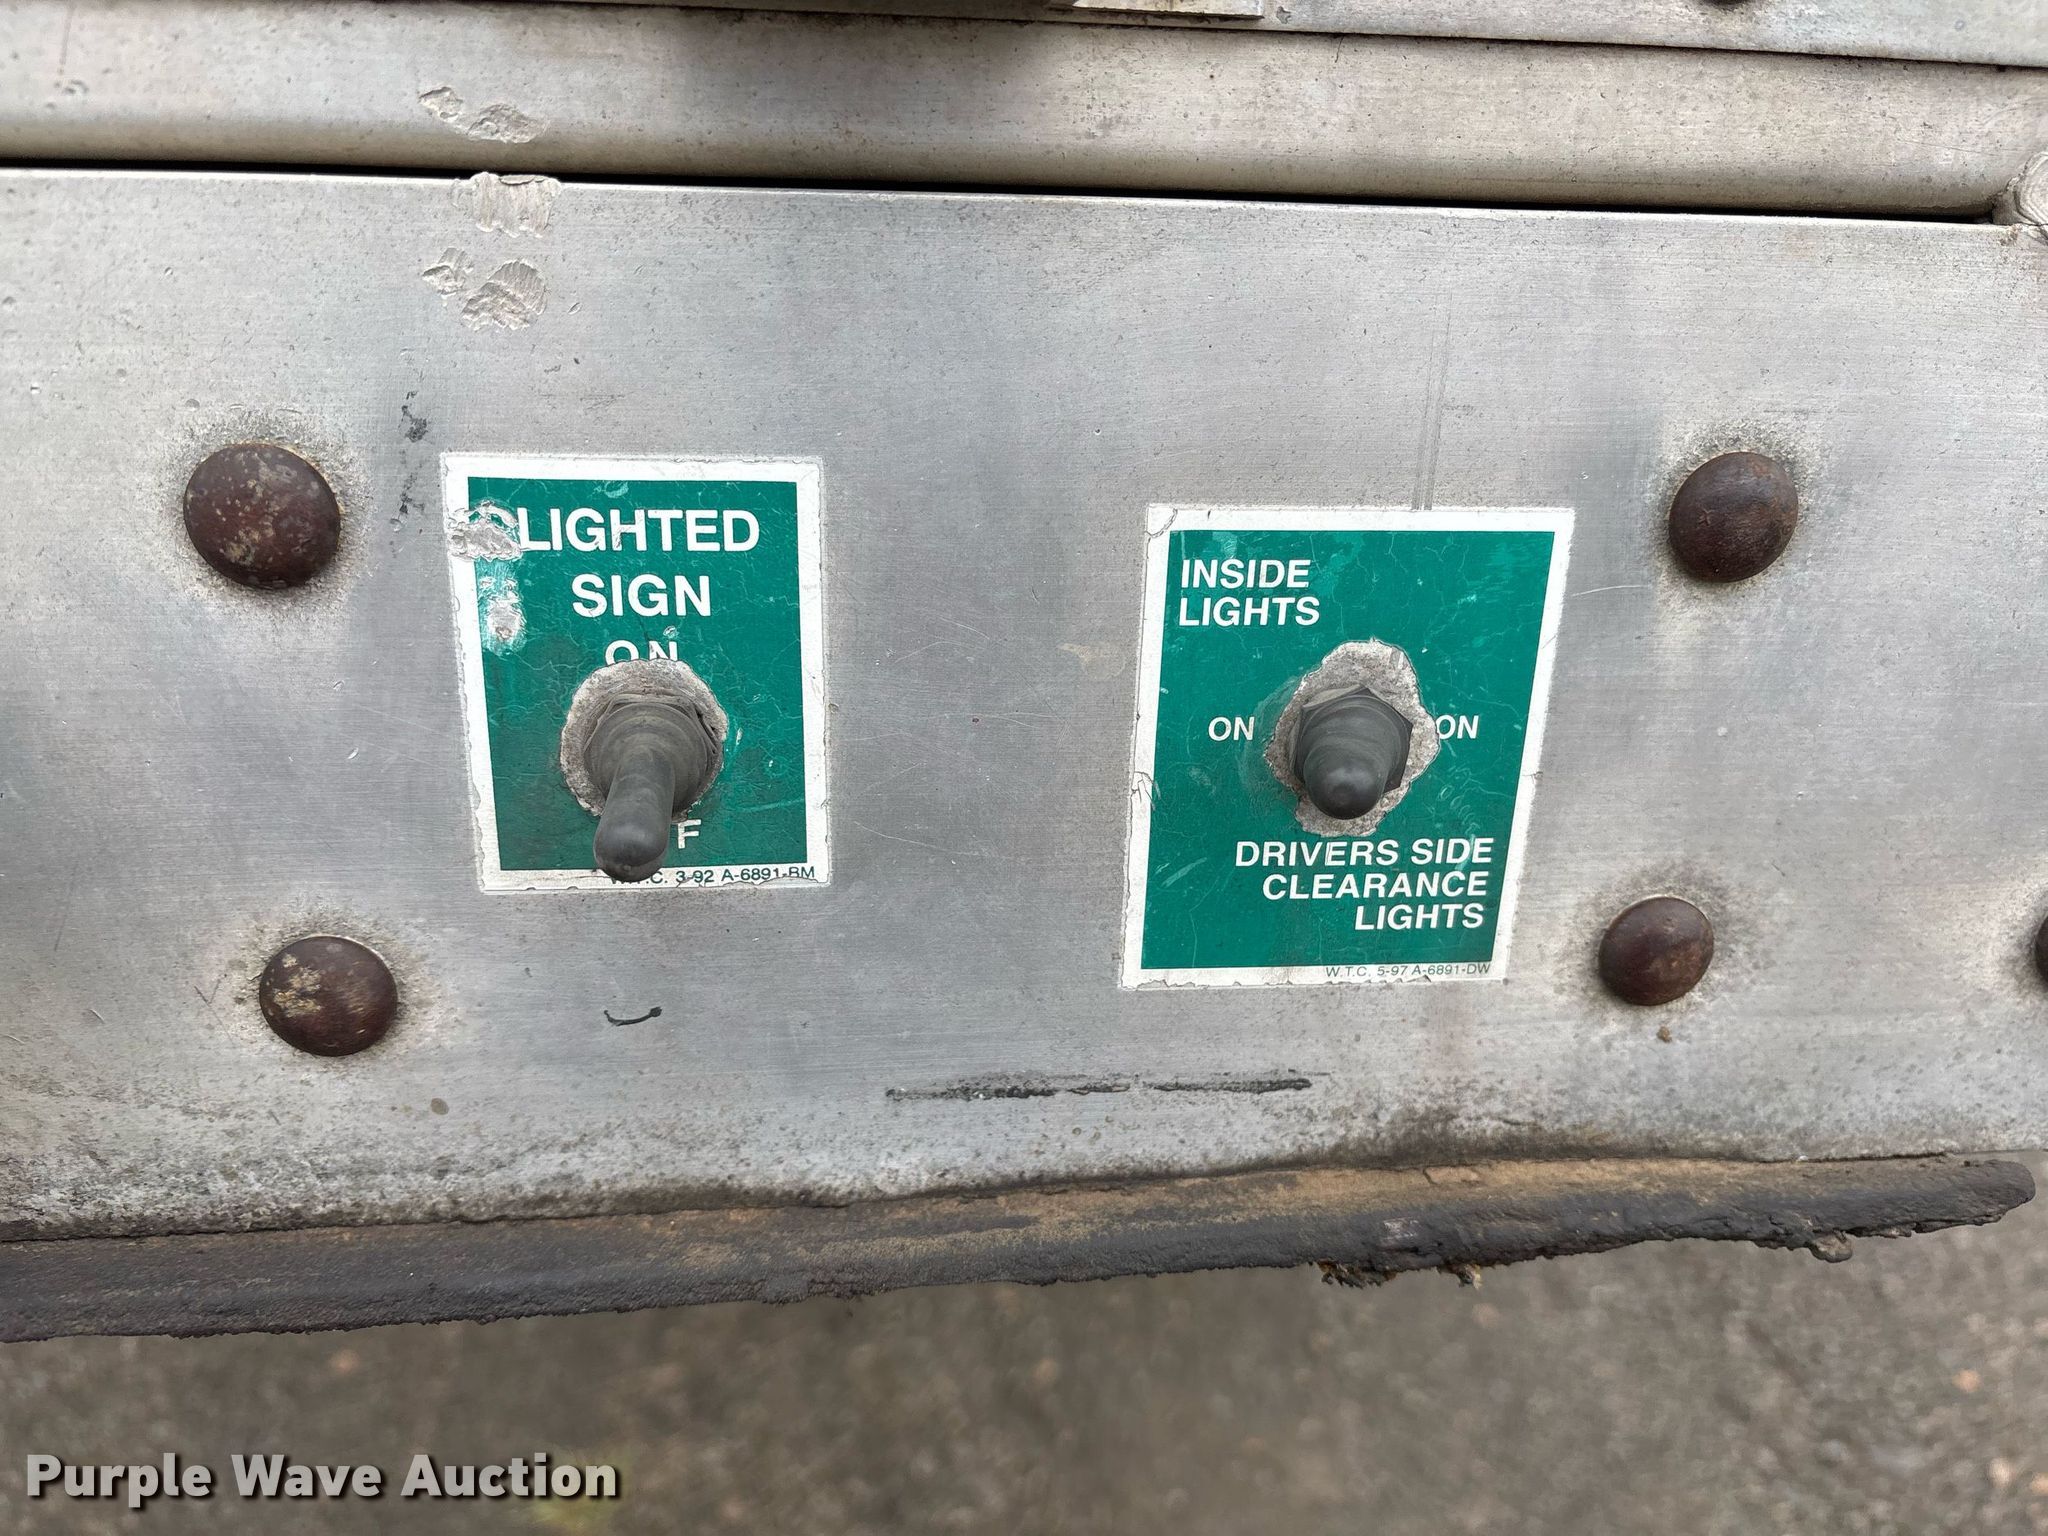 LIGHTED
SIGN
ON
F
W.T.C. 3-92 A-6891-BM
INSIDE
LIGHTS
ON
ON
DRIVERS SIDE
CLEARANCE
LIGHTS
W.T.C. 5-97 A-6891-DW
Purple Wave Auction